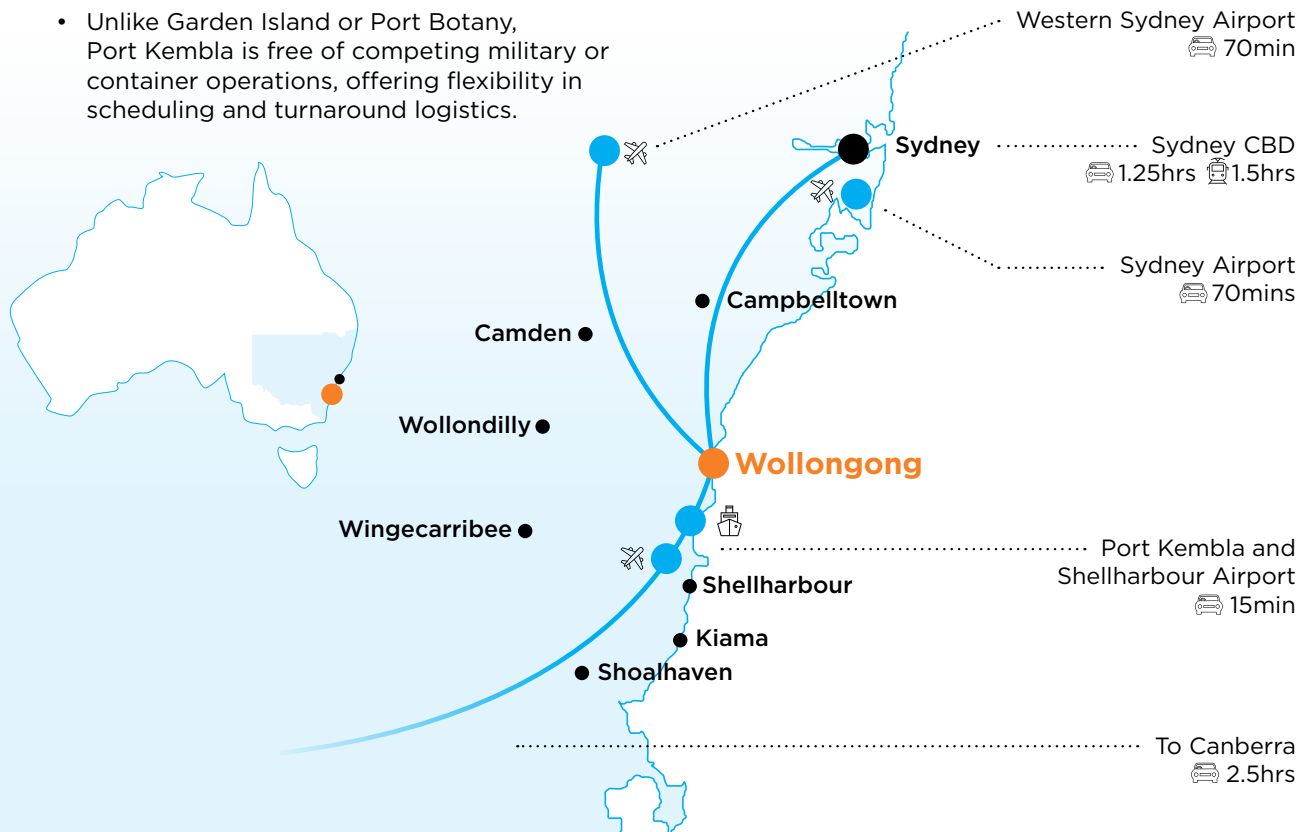 • Unlike Garden Island or Port Botany,
Port Kembla is free of competing military or
container operations, offering flexibility in
scheduling and turnaround logistics.
Western Sydney Airport
70min
Sydney
Sydney CBD
1.25hrs 1.5hrs
Sydney Airport
70mins
Campbelltown
Camden
Wollondilly
Wollongong
Wingecarribee
Port Kembla and
Shellharbour Airport
15min
Shellharbour
Kiama
Shoalhaven
To Canberra
2.5hrs